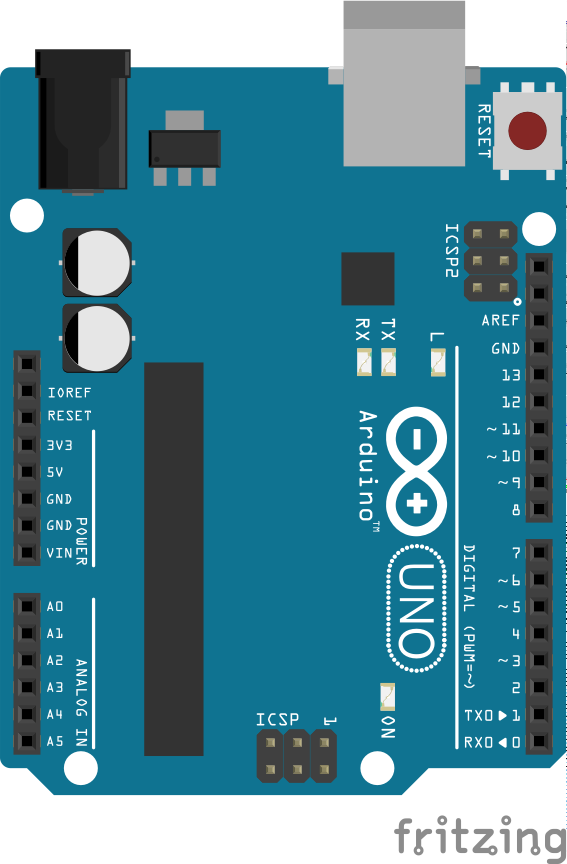 RESET
ICSP2
RX
TX
L
AREF
GND
13
12
~11
~10
~9
8
IOREF
RESET
3V3
5V
GND
GND
VIN
POWER
Arduino™
UNO
DIGITAL (PWM=~)
7
~6
~5
4
~3
2
TX0▶1
RX0◀0
A0
A1
A2
A3
A4
A5
ANALOG IN
ICSP
1
ON
fritzing